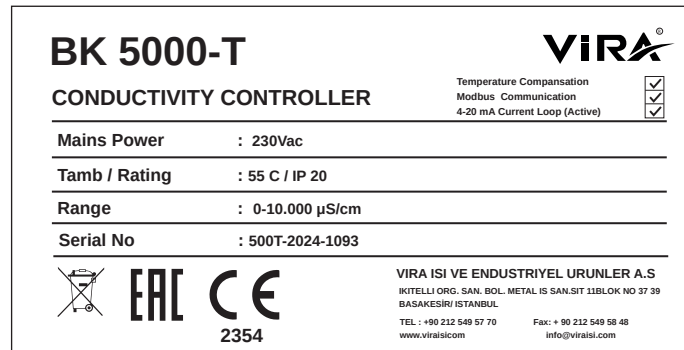 BK 5000-T
ViRA
®
CONDUCTIVITY CONTROLLER
Temperature Compansation
Modbus Communication
4-20 mA Current Loop (Active)
Mains Power : 230Vac
Tamb / Rating : 55 C / IP 20
Range : 0-10.000 µS/cm
Serial No : 500T-2024-1093
EAC CE
2354
VIRA ISI VE ENDUSTRIYEL URUNLER A.S
IKITELLI ORG. SAN. BOL. METAL IS SAN.SIT 11BLOK NO 37 39
BASAKESİR/ ISTANBUL
TEL : +90 212 549 57 70 Fax: + 90 212 549 58 48
www.viraisicom info@viraisi.com